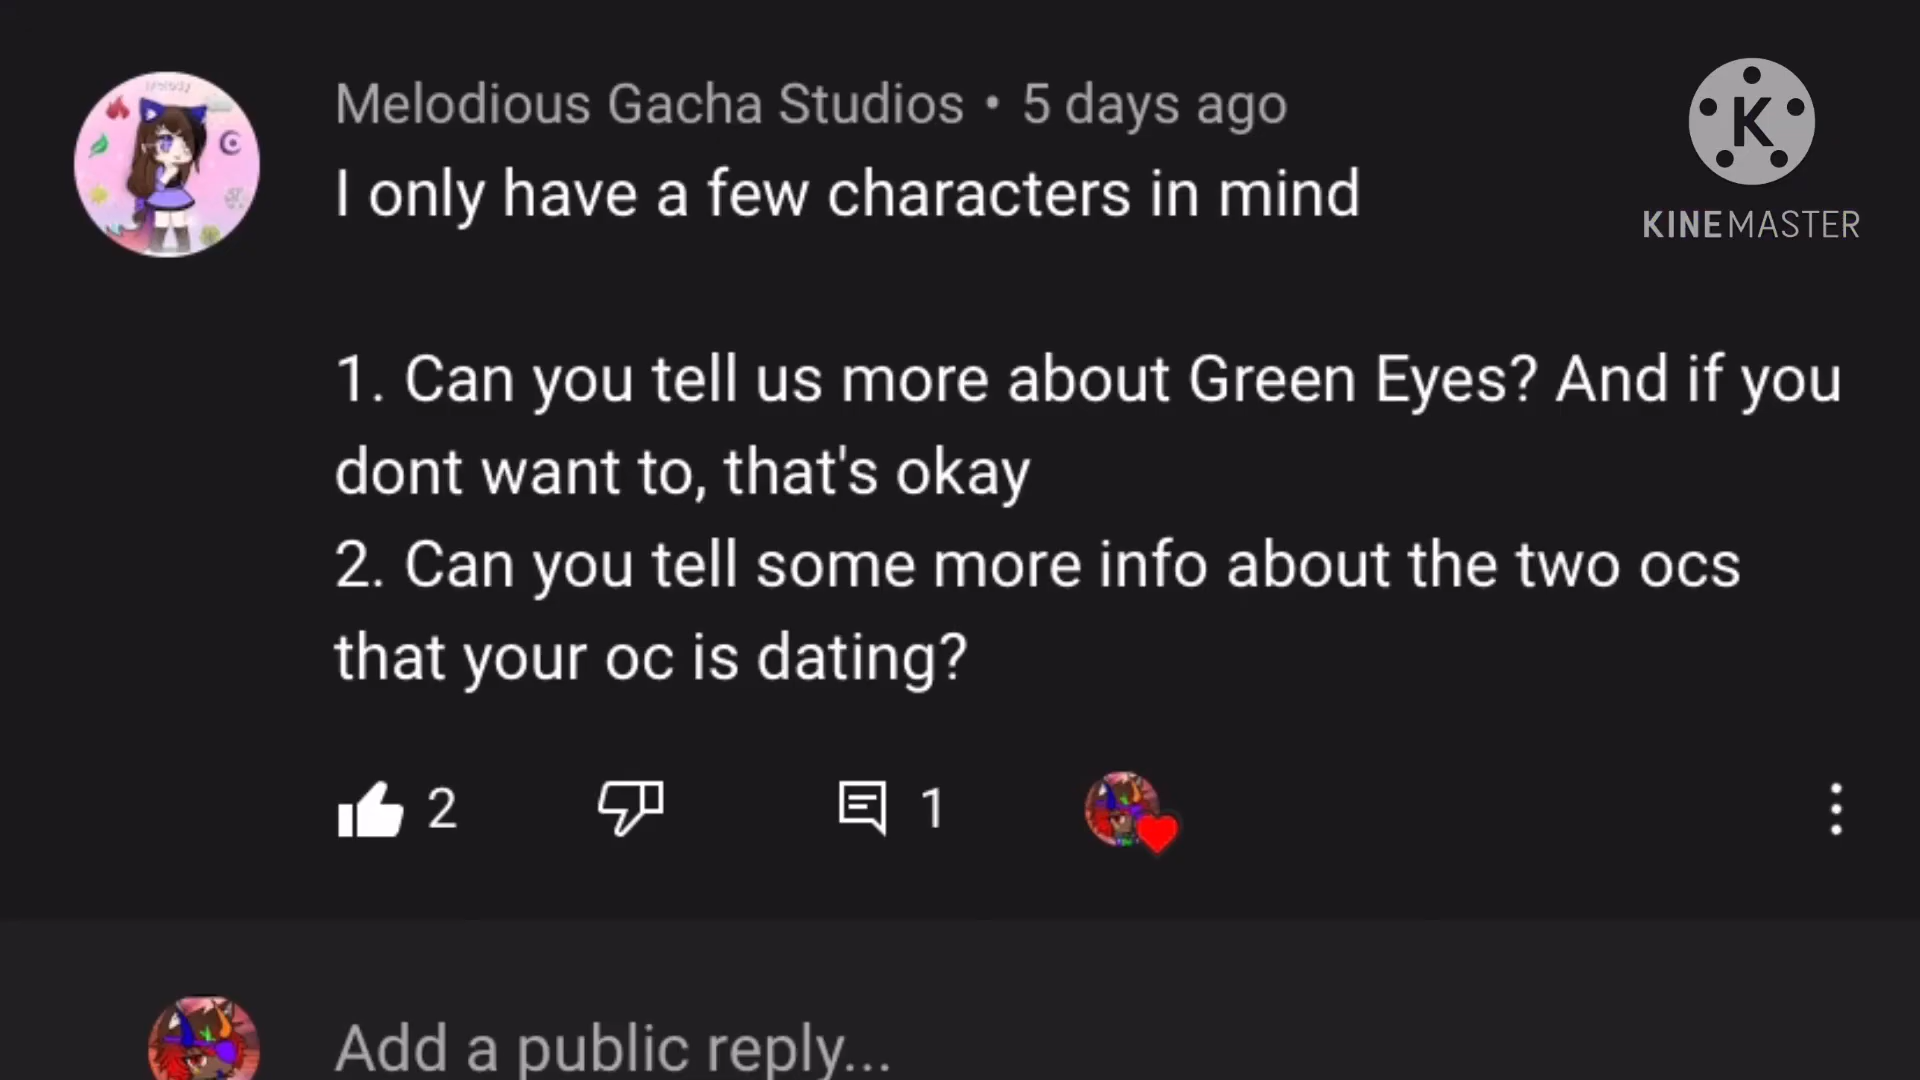 Melody
Melodious Gacha Studios • 5 days ago
I only have a few characters in mind
KINEMASTER
1. Can you tell us more about Green Eyes? And if you
dont want to, that's okay
2. Can you tell some more info about the two ocs
that your oc is dating?
2
1
Add a public reply...